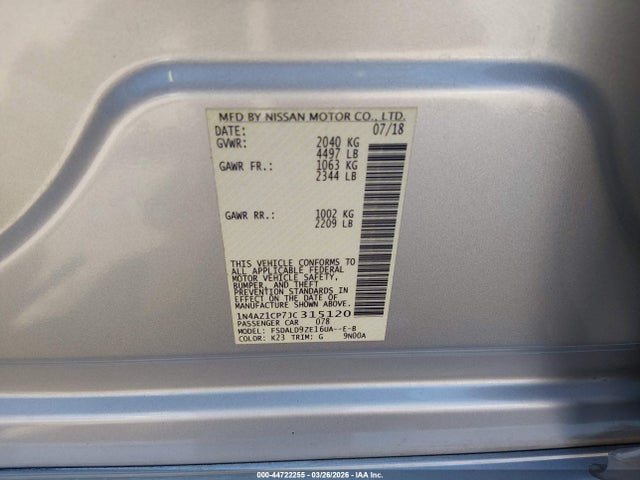 MFD BY NISSAN MOTOR CO., LTD.
DATE: 07/18
GVWR: 2040 KG
4497 LB
GAWR FR.: 1063 KG
2344 LB
GAWR RR.: 1002 KG
2209 LB
THIS VEHICLE CONFORMS TO
ALL APPLICABLE FEDERAL
MOTOR VEHICLE SAFETY,
BUMPER, AND THEFT
PREVENTION STANDARDS IN
EFFECT ON THE DATE OF
MANUFACTURE SHOWN ABOVE.
1N4AZ1CP7JC315120
PASSENGER CAR 078
MODEL: FSDALD9ZE16UA--E-B
COLOR: K23 TRIM: G 9N00A
000-44722255 - 03/26/2026 - IAA Inc.